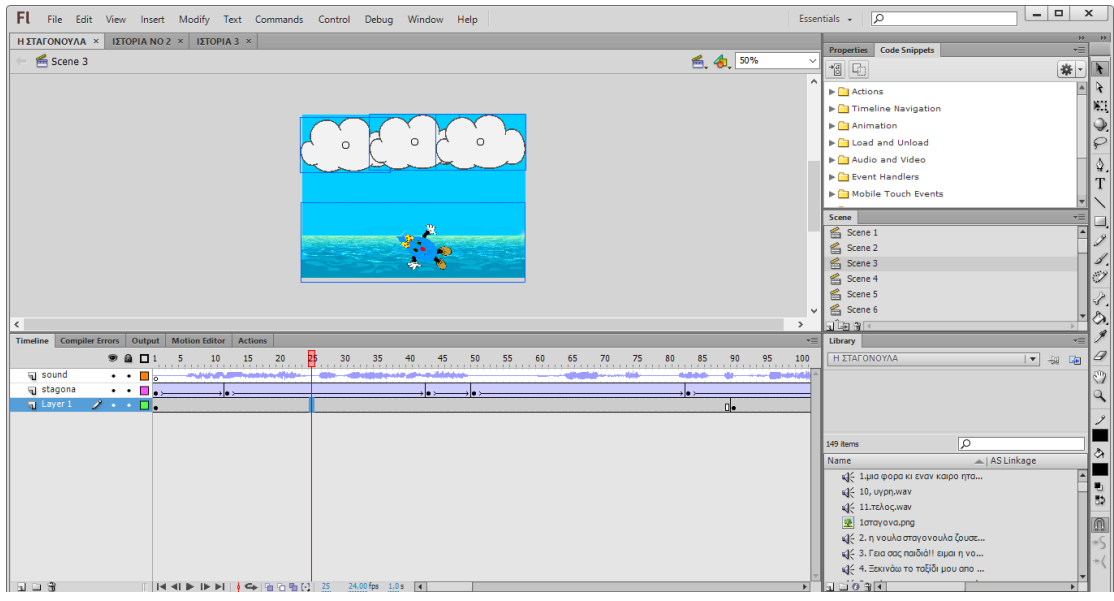 Fl File Edit View Insert Modify Text Commands Control Debug Window Help Essentials
Η ΣΤΑΓΟΝΟΥΛΑ × ΙΣΤΟΡΙΑ ΝΟ 2 × ΙΣΤΟΡΙΑ 3 ×
Scene 3 50%
Properties Code Snippets
Actions
Timeline Navigation
Animation
Load and Unload
Audio and Video
Event Handlers
Mobile Touch Events
Scene
Scene 1
Scene 2
Scene 3
Scene 4
Scene 5
Scene 6
Timeline Compiler Errors Output Motion Editor Actions
1 5 10 15 20 25 30 35 40 45 50 55 60 65 70 75 80 85 90 95 100
sound
stagona
Layer 1
25 24.00 fps 1.0 s
Library
Η ΣΤΑΓΟΝΟΥΛΑ
149 items
Name AS Linkage
1.μια φορα κι εναν καιρο ητα...
10, υγρη.wav
11.τελος.wav
1σταγονα.png
2. η νουλα σταγονουλα ζουσε...
3. Γεια σας παιδιά!! ειμαι η νο...
4. Ξεκινάω το ταξίδι μου απο ...